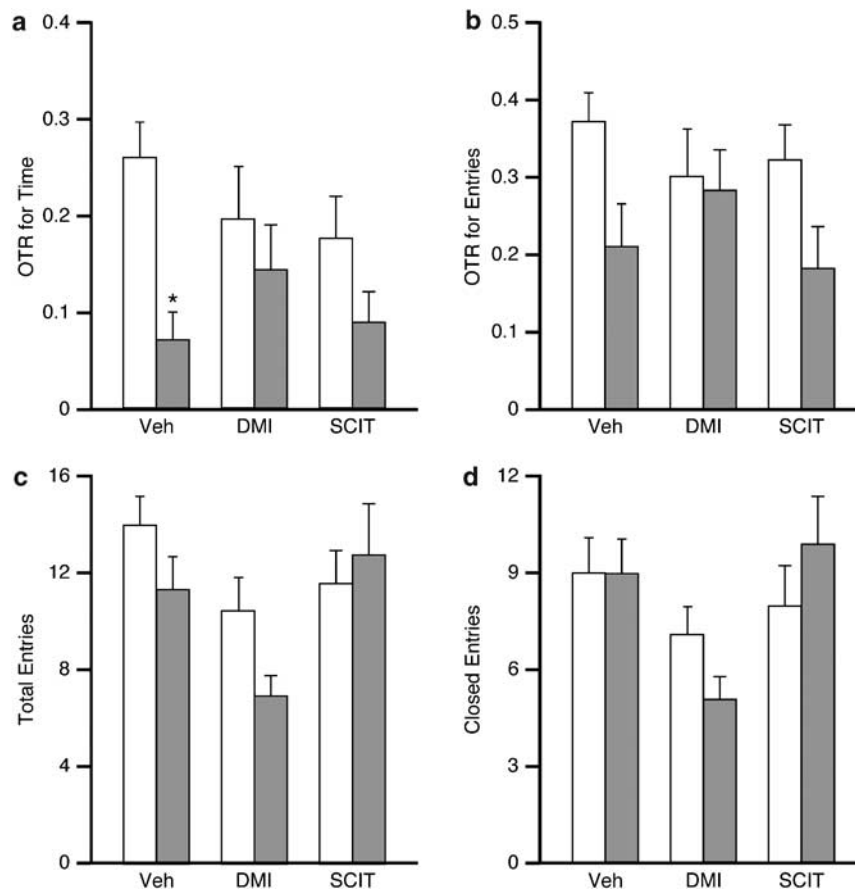 a
0.4
0.3
0.2
0.1
0
OTR for Time
*
Veh DMI SCIT
b
0.5
0.4
0.3
0.2
0.1
0
OTR for Entries
Veh DMI SCIT
c
16
12
8
4
0
Total Entries
Veh DMI SCIT
d
12
9
6
3
0
Closed Entries
Veh DMI SCIT